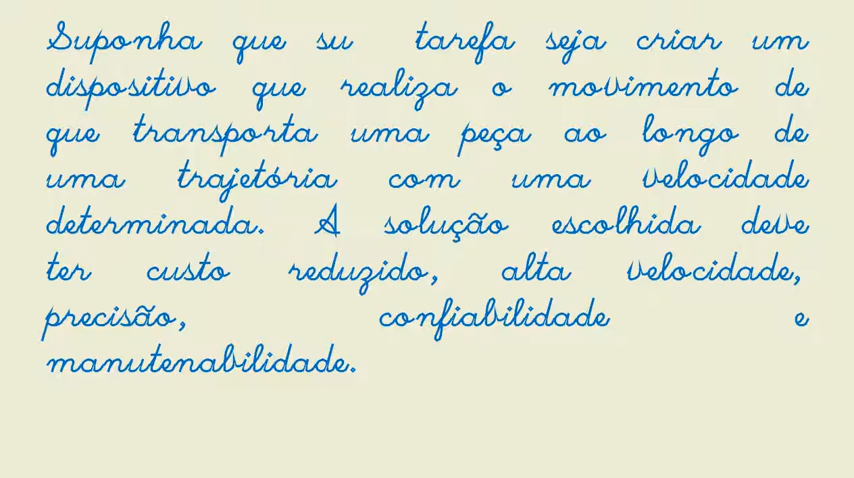 Suponha que su tarefa seja criar um
dispositivo que realiza o movimento de
que transporta uma peça ao longo de
uma trajetória com uma velocidade
determinada. A solução escolhida deve
ter custo reduzido, alta velocidade,
precisão, confiabilidade e
manutenabilidade.